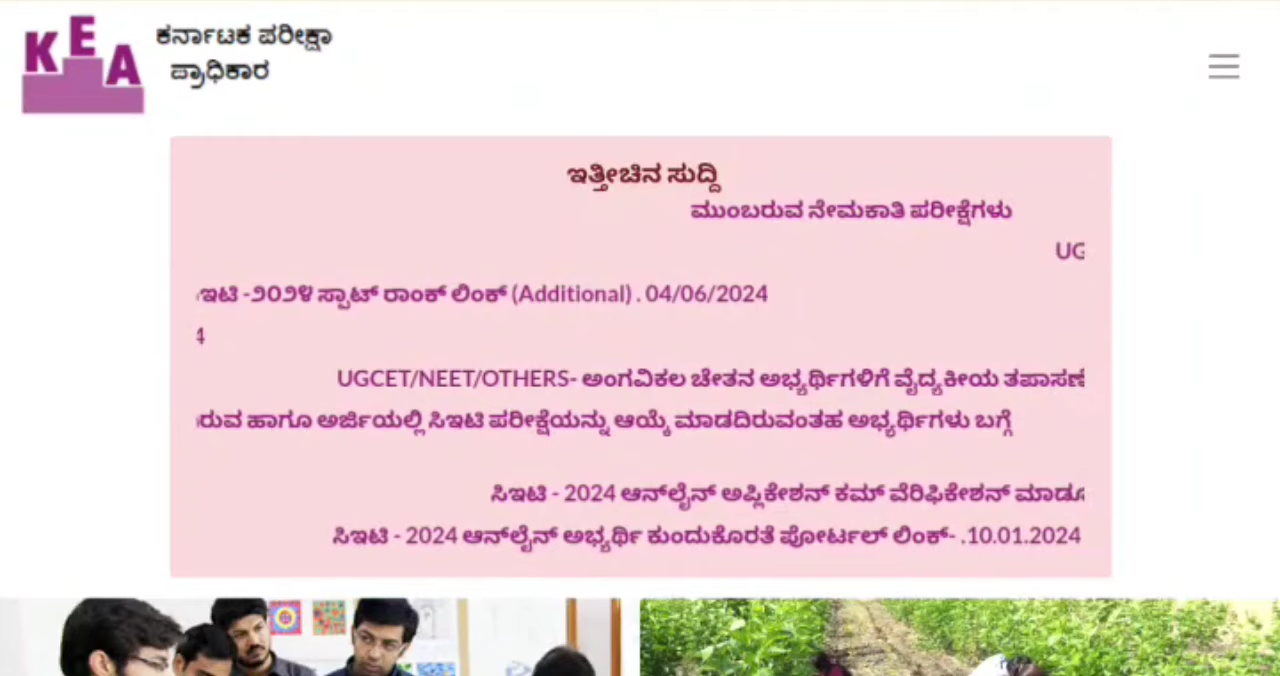 KEA
ಕರ್ನಾಟಕ ಪರೀಕ್ಷಾ
ಪ್ರಾಧಿಕಾರ
ಇತ್ತೀಚಿನ ಸುದ್ದಿ
ಮುಂಬರುವ ನೇಮಕಾತಿ ಪರೀಕ್ಷೆಗಳು
UG
ಇಟಿ -೨೦೨೪ ಸ್ಪಾಟ್ ರಾಂಕ್ ಲಿಂಕ್ (Additional) . 04/06/2024
4
UGCET/NEET/OTHERS- ಅಂಗವಿಕಲ ಚೇತನ ಅಭ್ಯರ್ಥಿಗಳಿಗೆ ವೈದ್ಯಕೀಯ ತಪಾಸಣೆ
ರುವ ಹಾಗೂ ಅರ್ಜಿಯಲ್ಲಿ ಸಿಇಟಿ ಪರೀಕ್ಷೆಯನ್ನು ಆಯ್ಕೆ ಮಾಡದಿರುವಂತಹ ಅಭ್ಯರ್ಥಿಗಳು ಬಗ್ಗೆ
ಸಿಇಟಿ - 2024 ಆನ್‌ಲೈನ್ ಅಪ್ಲಿಕೇಶನ್ ಕಮ್ ವೆರಿಫಿಕೇಶನ್ ಮಾಡೂ
ಸಿಇಟಿ - 2024 ಆನ್‌ಲೈನ್ ಅಭ್ಯರ್ಥಿ ಕುಂದುಕೊರತೆ ಪೋರ್ಟಲ್ ಲಿಂಕ್- .10.01.2024